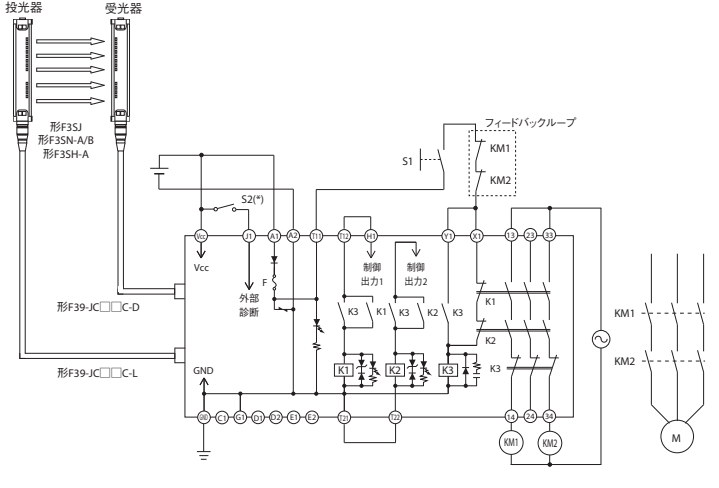 投光器
受光器
形F3SJ
形F3SN-A/B
形F3SH-A
フィードバックループ
S1
KM1
KM2
S2(*)
Vcc
J1
A1
A2
T11
T12
H1
Y1
X1
13
23
33
Vcc
外部
診断
F
制御
出力1
制御
出力2
K3
K1
K3
K2
K3
K1
K2
K3
K1
K2
K3
形F39-JC□□C-D
形F39-JC□□C-L
GND
GND
C1
G1
D1
D2
E1
E2
T21
T22
14
24
34
KM1
KM2
KM1
KM2
M